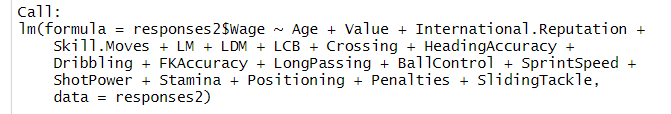 Call:
lm(formula = responses2$Wage ~ Age + Value + International.Reputation +
Skill.Moves + LM + LDM + LCB + Crossing + HeadingAccuracy +
Dribbling + FKAccuracy + LongPassing + BallControl + SprintSpeed +
ShotPower + Stamina + Positioning + Penalties + SlidingTackle,
data = responses2)